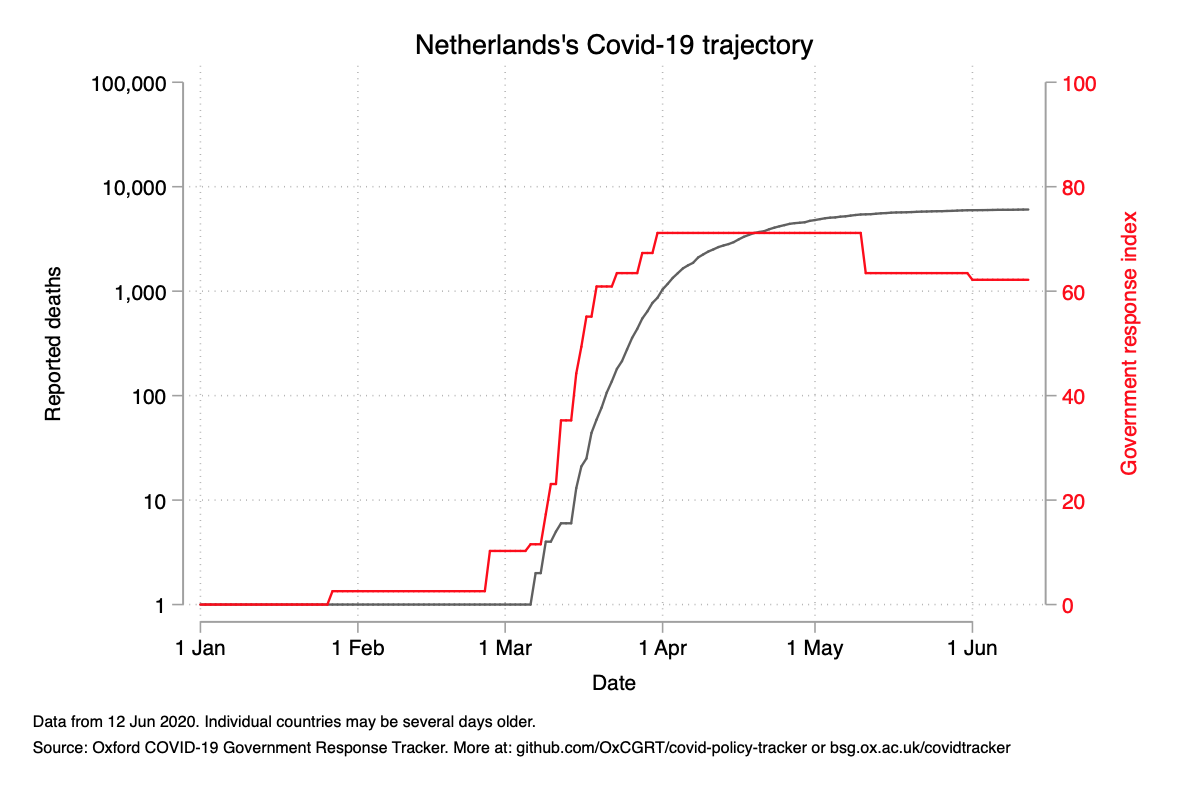 Netherlands's Covid-19 trajectory
100,000
10,000
1,000
100
10
1
Reported deaths
100
80
60
40
20
0
Government response index
1 Jan 1 Feb 1 Mar 1 Apr 1 May 1 Jun
Date
Data from 12 Jun 2020. Individual countries may be several days older.
Source: Oxford COVID-19 Government Response Tracker. More at: github.com/OxCGRT/covid-policy-tracker or bsg.ox.ac.uk/covidtracker